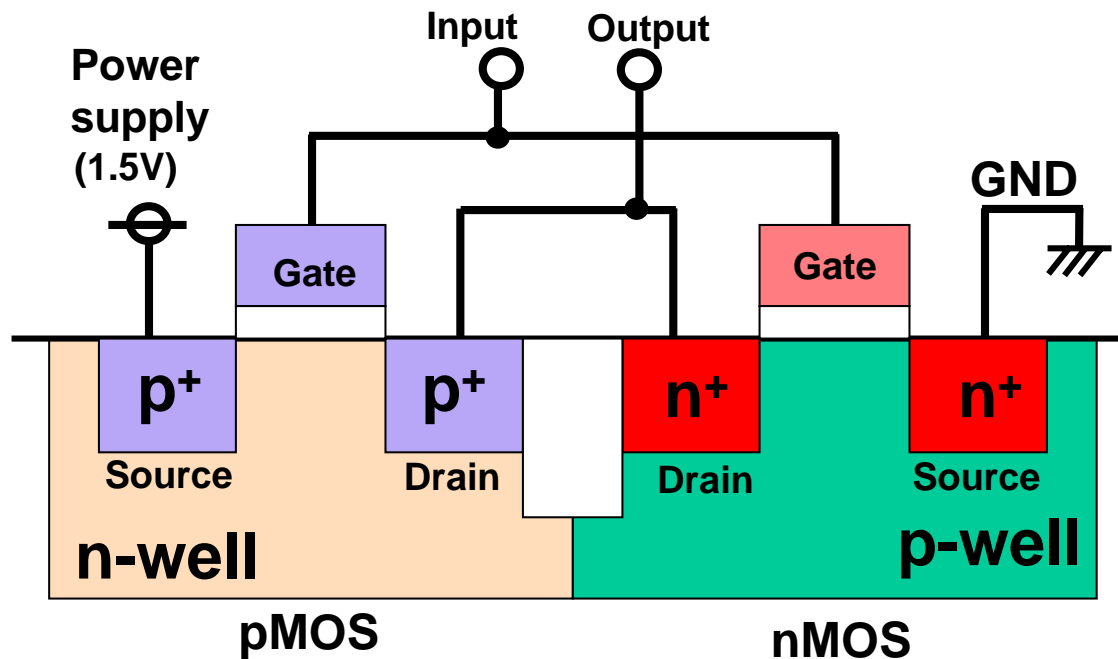 Input
Output
Power
supply
(1.5V)
GND
Gate
Gate
p+
p+
n+
n+
Source
Drain
Drain
Source
n-well
p-well
pMOS
nMOS